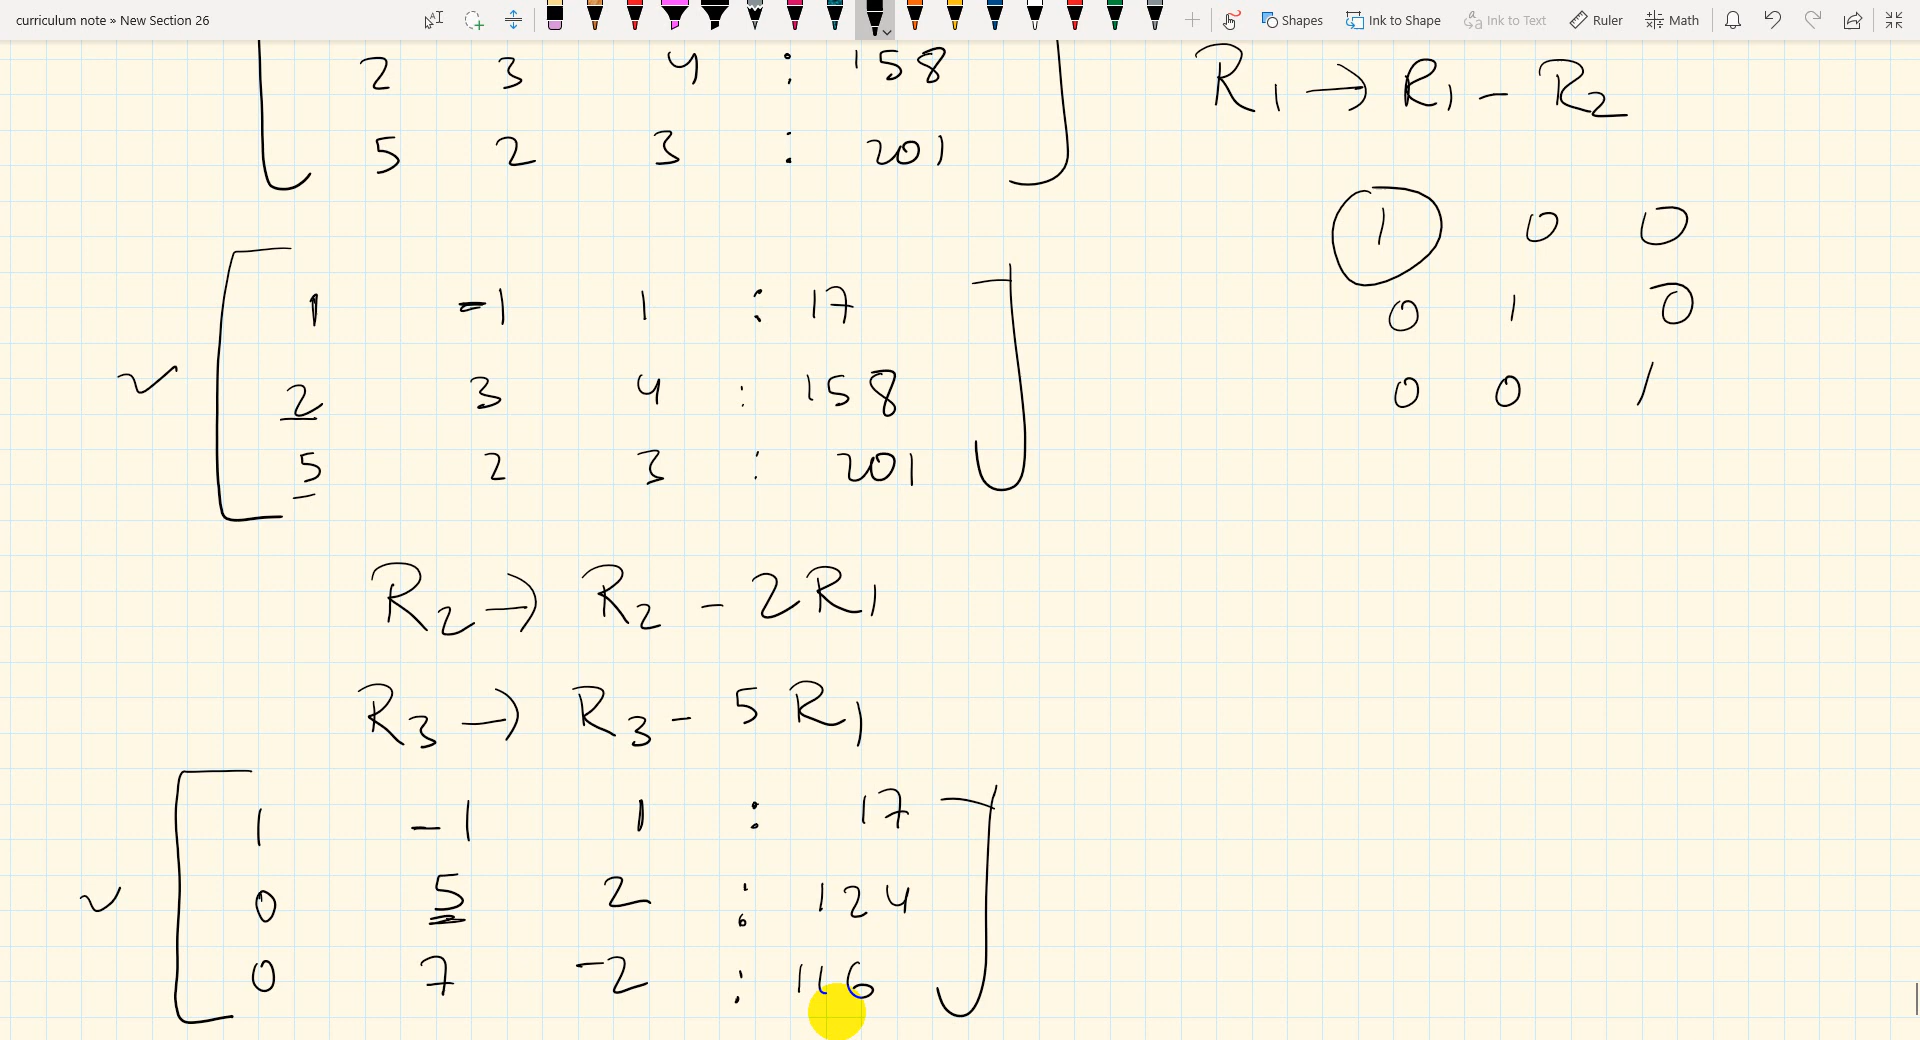 curriculum note » New Section 26
Shapes Ink to Shape Ink to Text Ruler Math
2 3 4 : 158
5 2 3 : 201
R1 → R1 - R2
1 0 0
0 1 0
0 0 1
1 -1 1 : 17
2 3 4 : 158
5 2 3 : 201
R2 → R2 - 2R1
R3 → R3 - 5R1
1 -1 1 : 17
0 5 2 : 124
0 7 -2 : 116